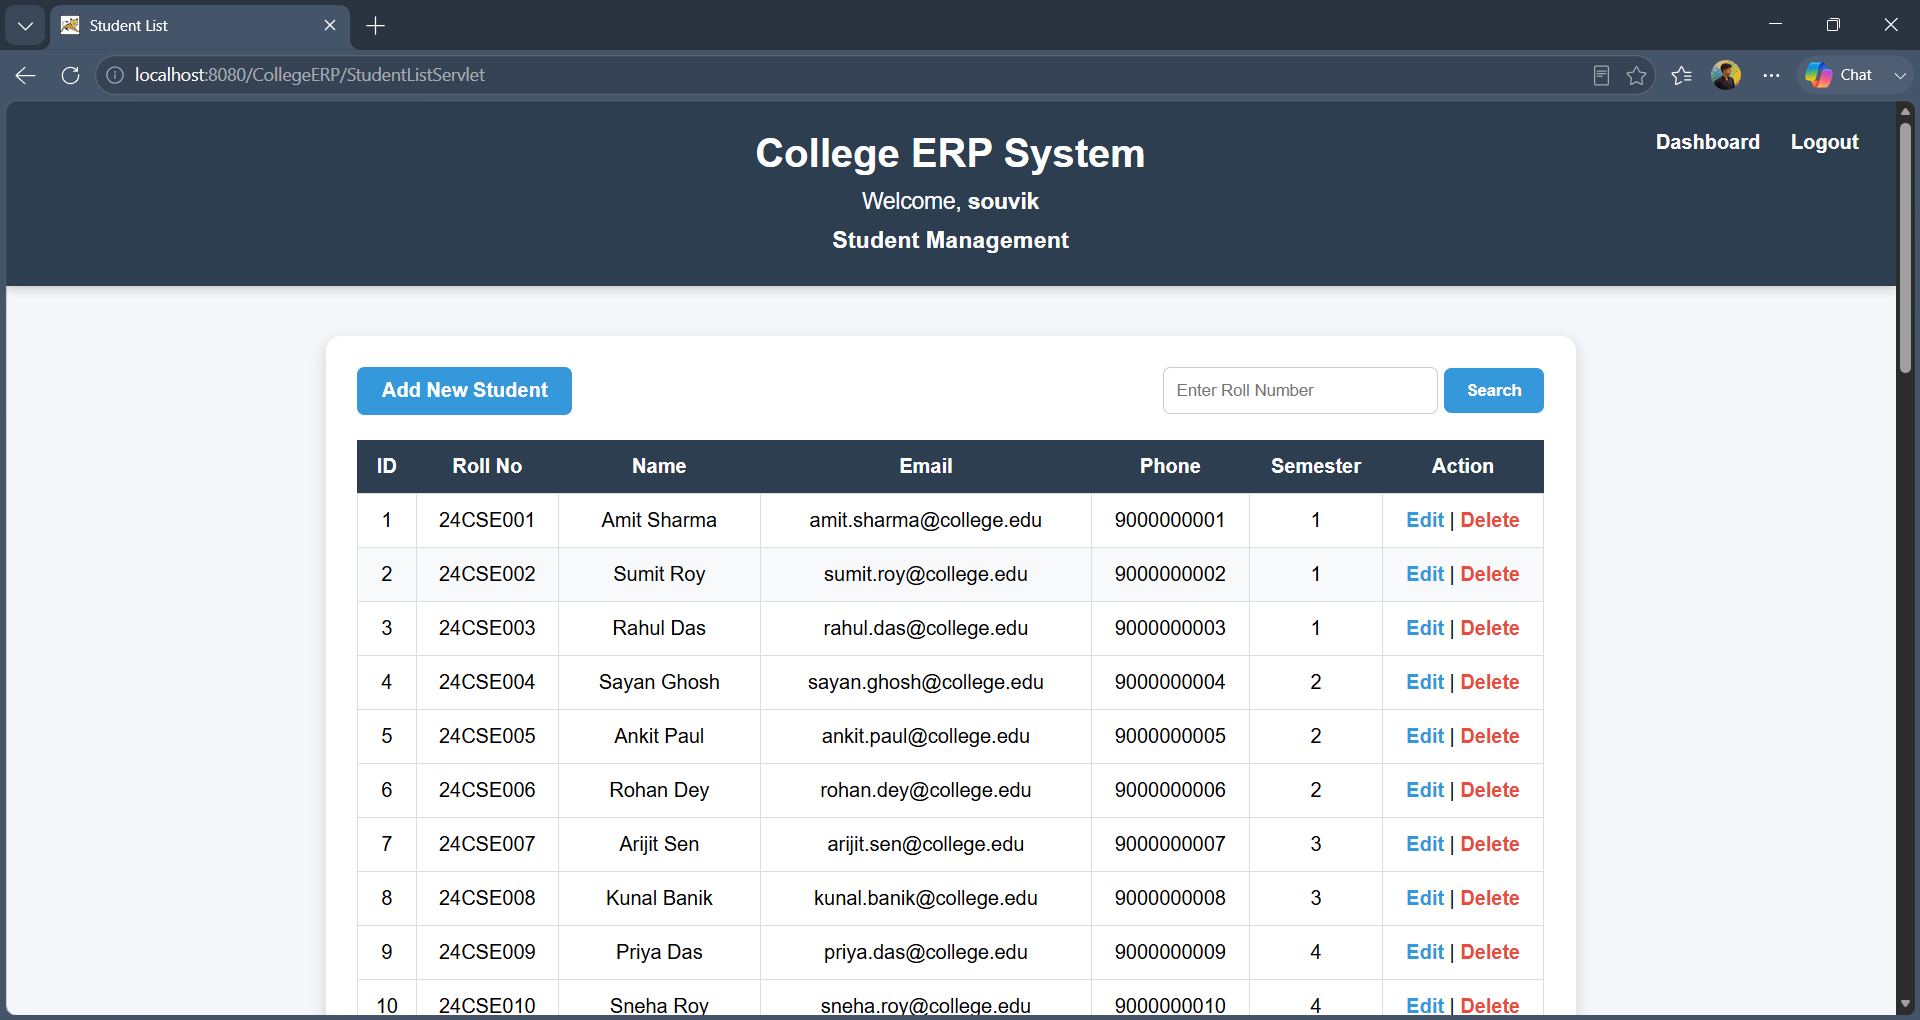 Student List
localhost:8080/CollegeERP/StudentListServlet
Chat
College ERP System
Dashboard Logout
Welcome, souvik
Student Management
Add New Student
Enter Roll Number Search
ID Roll No Name Email Phone Semester Action
1 24CSE001 Amit Sharma amit.sharma@college.edu 9000000001 1 Edit | Delete
2 24CSE002 Sumit Roy sumit.roy@college.edu 9000000002 1 Edit | Delete
3 24CSE003 Rahul Das rahul.das@college.edu 9000000003 1 Edit | Delete
4 24CSE004 Sayan Ghosh sayan.ghosh@college.edu 9000000004 2 Edit | Delete
5 24CSE005 Ankit Paul ankit.paul@college.edu 9000000005 2 Edit | Delete
6 24CSE006 Rohan Dey rohan.dey@college.edu 9000000006 2 Edit | Delete
7 24CSE007 Arijit Sen arijit.sen@college.edu 9000000007 3 Edit | Delete
8 24CSE008 Kunal Banik kunal.banik@college.edu 9000000008 3 Edit | Delete
9 24CSE009 Priya Das priya.das@college.edu 9000000009 4 Edit | Delete
10 24CSE010 Sneha Roy sneha.roy@college.edu 9000000010 4 Edit | Delete